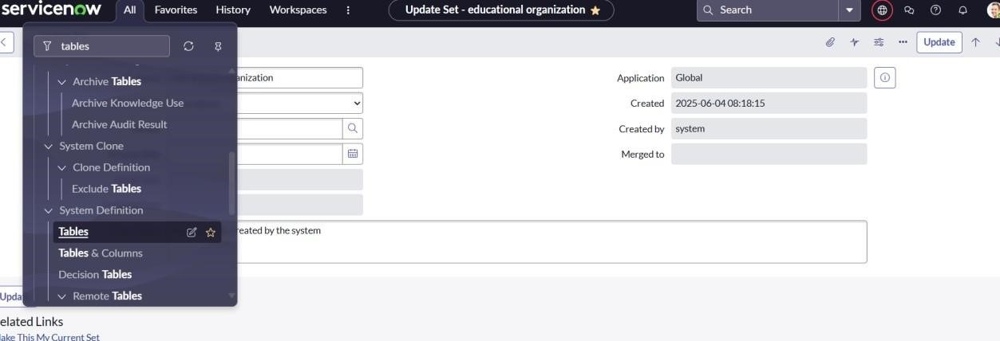 servicenow All Favorites History Workspaces Update Set - educational organization Search
tables Update
Archive Tables anization Application Global
Archive Knowledge Use Created 2025-06-04 08:18:15
Archive Audit Result Created by system
System Clone Merged to
Clone Definition
Exclude Tables
System Definition
Tables reated by the system
Tables & Columns
Decision Tables
Remote Tables
Upda
elated Links
Make This My Current Set